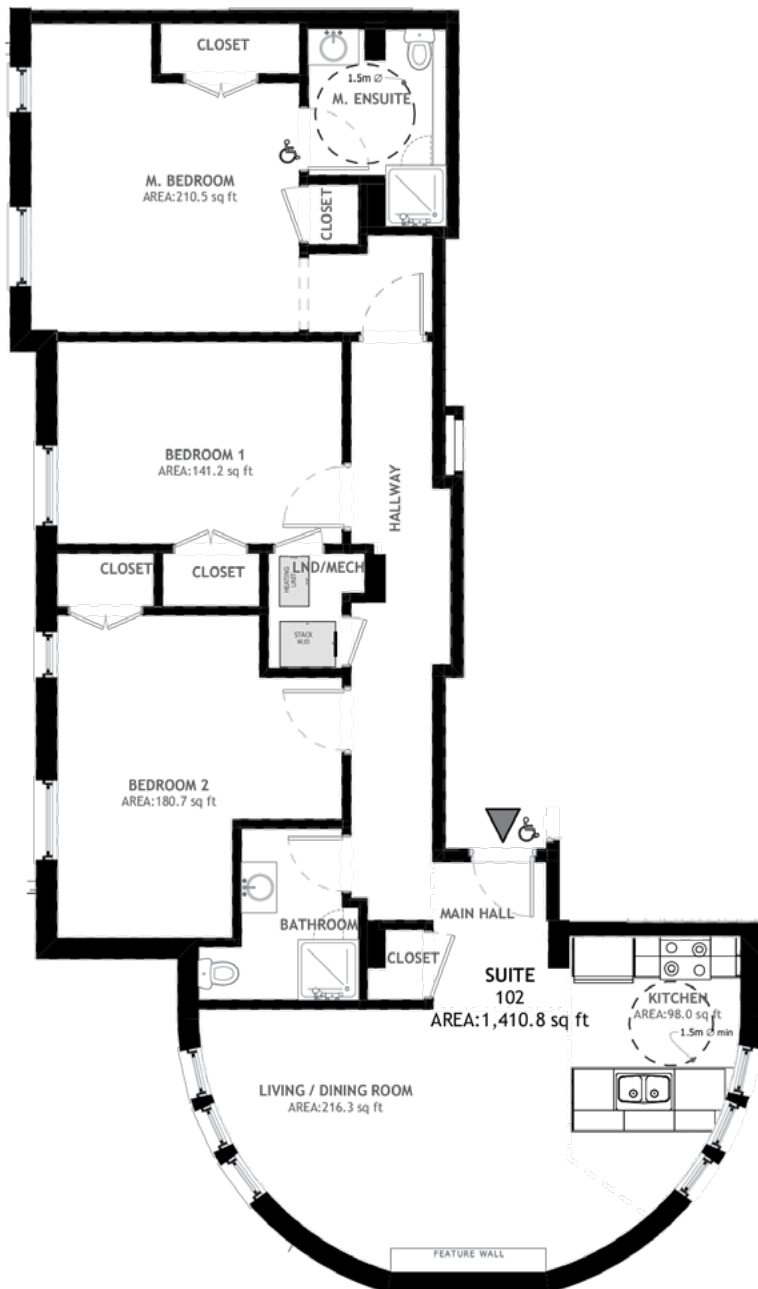 CLOSET
1.5m Ø
M. ENSUITE
M. BEDROOM
AREA:210.5 sq ft
CLOSET
BEDROOM 1
AREA:141.2 sq ft
HALLWAY
CLOSET
CLOSET
LND/MECH
HEATING
UNIT
STACK
W/D
BEDROOM 2
AREA:180.7 sq ft
BATHROOM
MAIN HALL
CLOSET
SUITE
102
AREA:1,410.8 sq ft
KITCHEN
AREA:98.0 sq ft
1.5m Ø min
LIVING / DINING ROOM
AREA:216.3 sq ft
FEATURE WALL